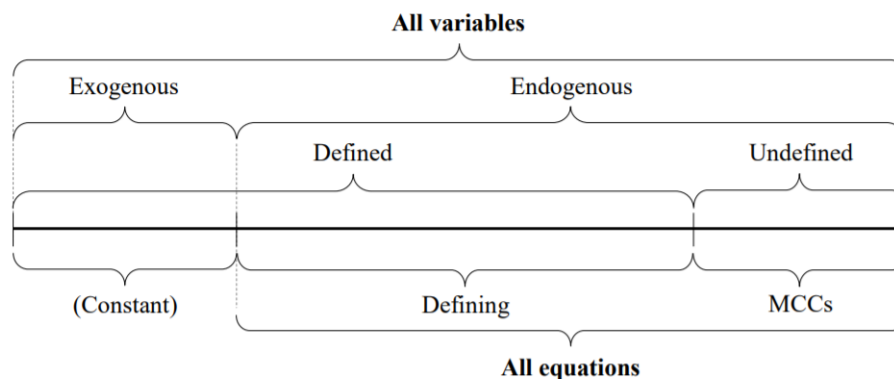 All variables
Exogenous Endogenous
Defined Undefined
(Constant) Defining MCCs
All equations